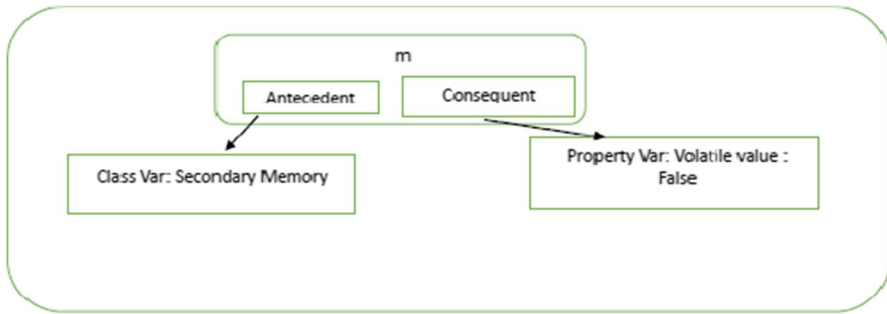 m
Antecedent
Consequent
Class Var: Secondary Memory
Property Var: Volatile value :
False